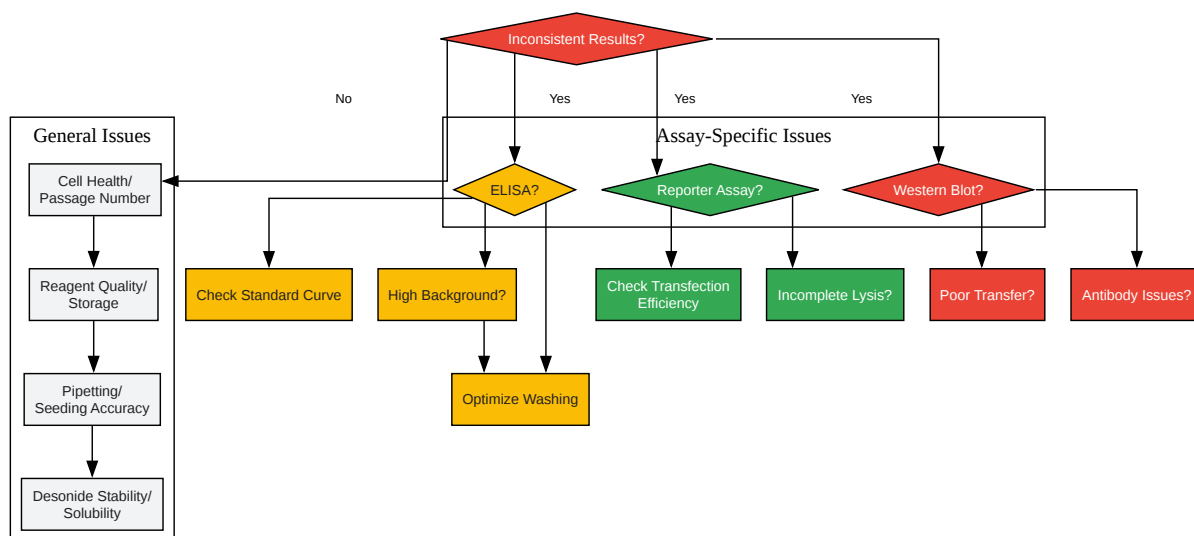 Inconsistent Results?
No
Yes
Yes
Yes
General Issues
Assay-Specific Issues
Cell Health/
Passage Number
ELISA?
Reporter Assay?
Western Blot?
Reagent Quality/
Storage
Check Standard Curve
High Background?
Check Transfection
Efficiency
Incomplete Lysis?
Poor Transfer?
Antibody Issues?
Pipetting/
Seeding Accuracy
Optimize Washing
Desonide Stability/
Solubility